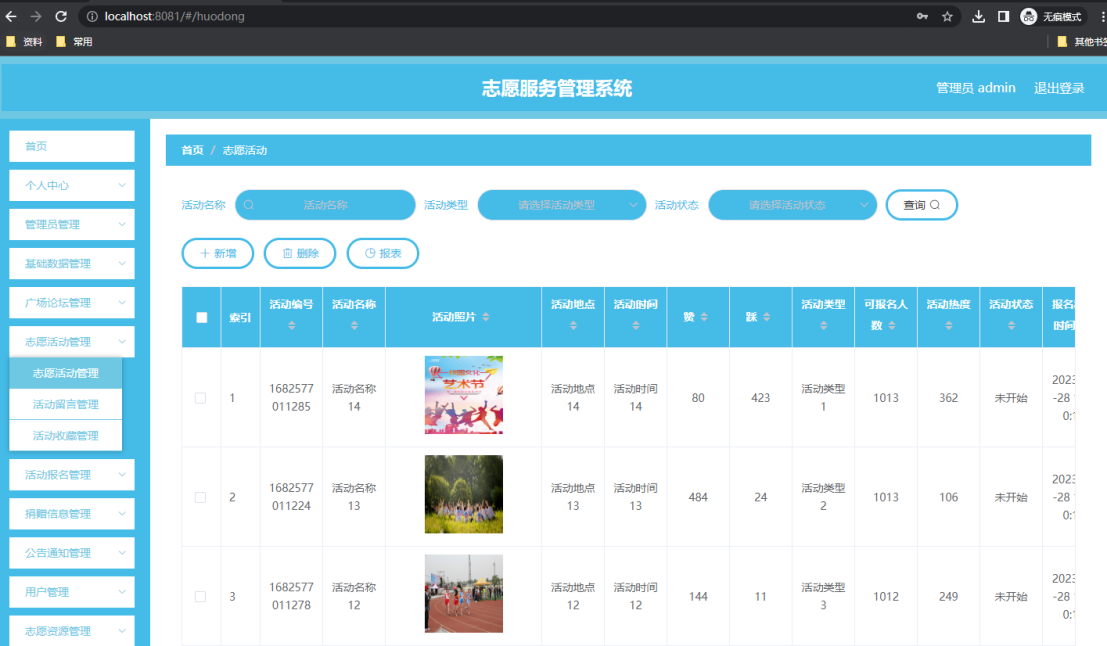 localhost:8081/#/huodong
无痕模式
资料
常用
其他书签
志愿服务管理系统
管理员 admin
退出登录
首页
个人中心
管理员管理
基础数据管理
广场论坛管理
志愿活动管理
志愿活动管理
活动留言管理
活动收藏管理
活动报名管理
捐赠信息管理
公告通知管理
用户管理
志愿资源管理
首页 / 志愿活动
活动名称 活动名称 活动类型 请选择活动类型 活动状态 请选择活动状态 查询
新增 删除 报表
索引 活动编号 活动名称 活动照片 活动地点 活动时间 赞 踩 活动类型 可报名人数 活动热度 活动状态 报名
时间
1 1682577011285 活动名称14 活动地点14 活动时间14 80 423 活动类型1 1013 362 未开始 2023
-28
0:
艺术节
2 1682577011224 活动名称13 活动地点13 活动时间13 484 24 活动类型2 1013 106 未开始 2023
-28
0:
3 1682577011278 活动名称12 活动地点12 活动时间12 144 11 活动类型3 1012 249 未开始 2023
-28
0: